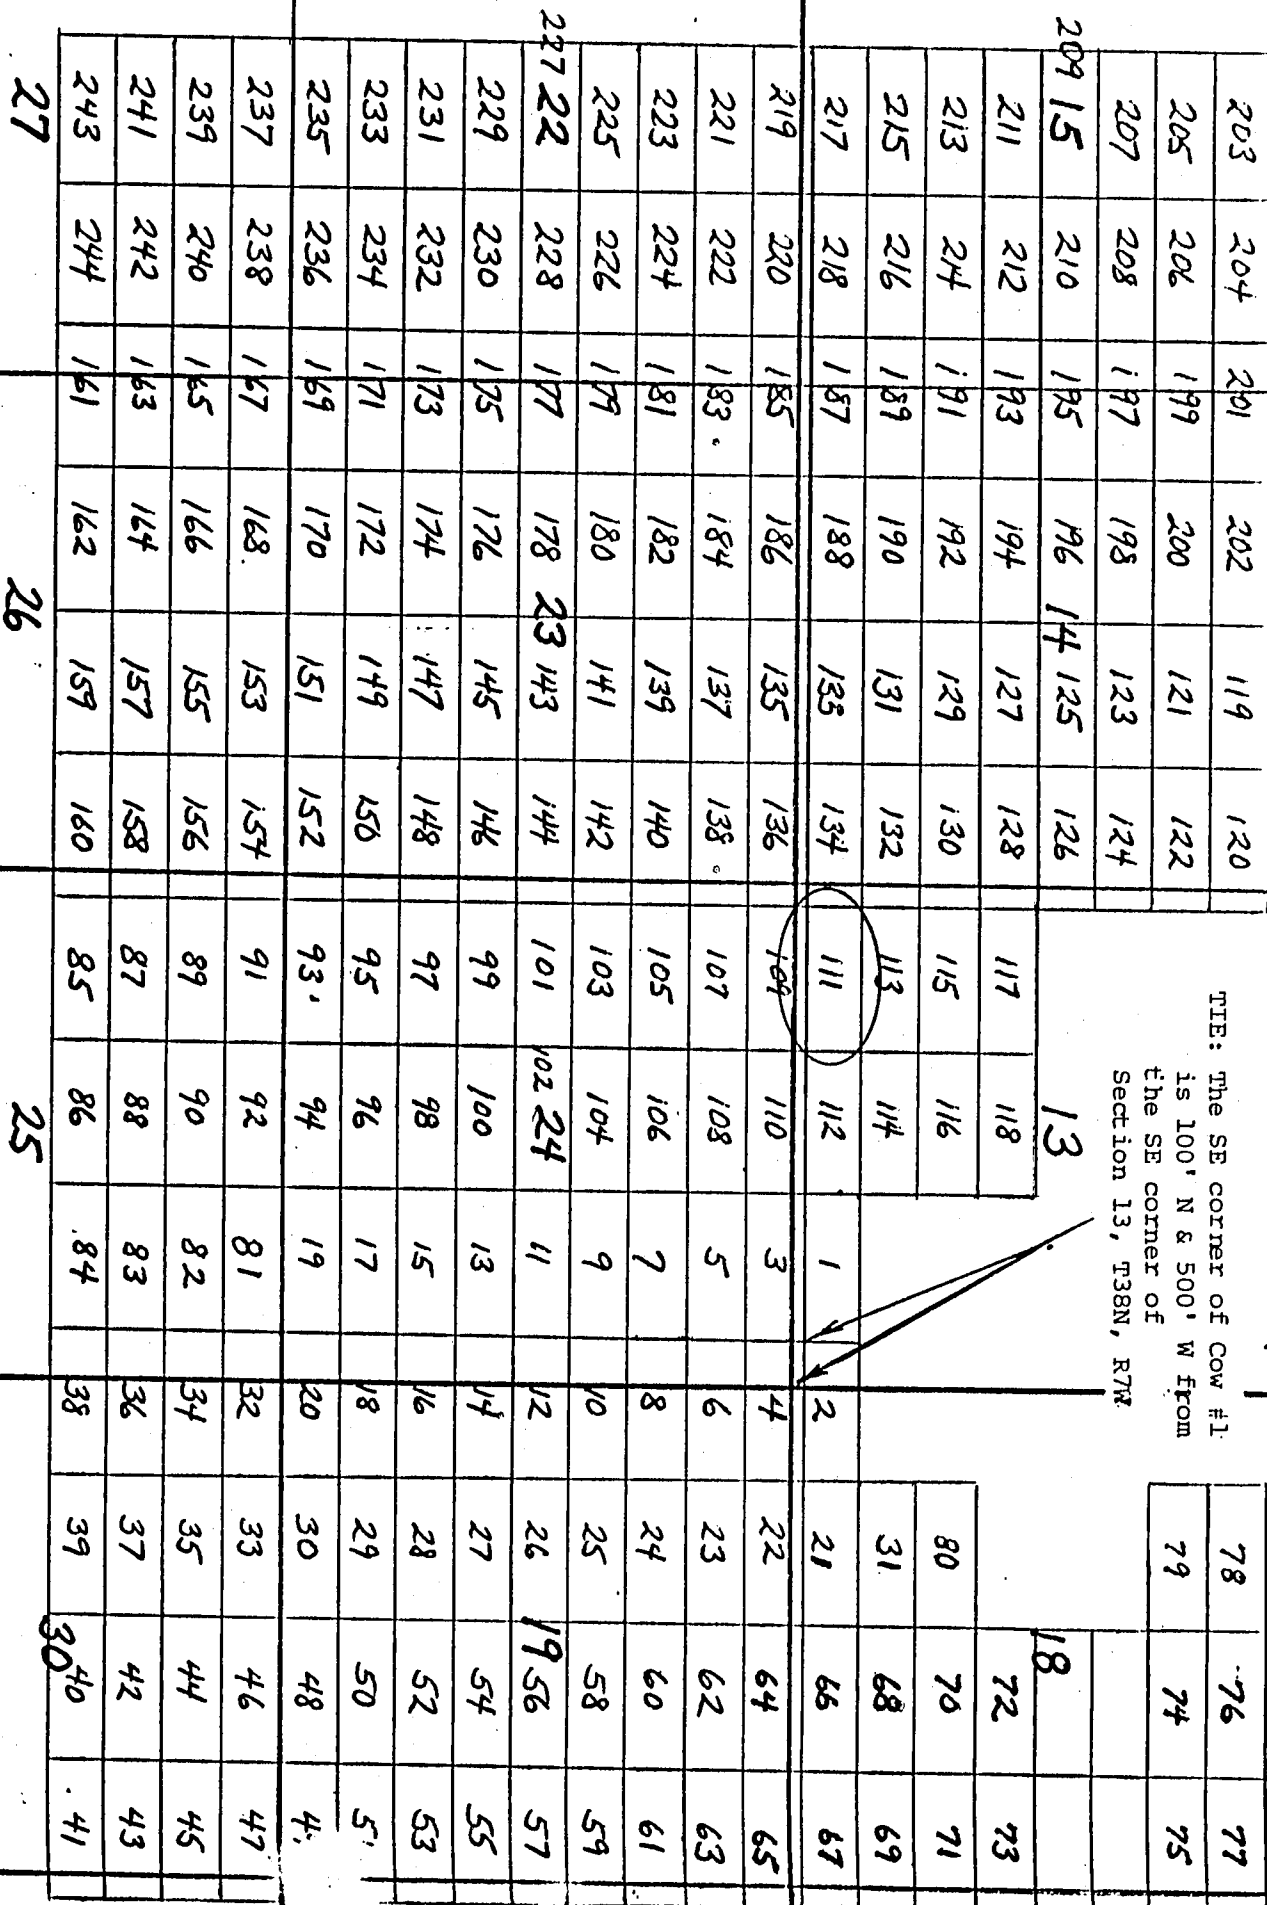 203 204 201 202 119 120 78 76 77
TIE: The SE corner of Cow #1
205 206 199 200 121 122 79 74 75
is 100' N & 500' W from
the SE corner of
207 208 197 198 123 124
Section 13, T38N, R7W
209 15 210 195 196 14 125 126 13 18
211 212 193 194 127 128 117 118 72 73
213 214 191 192 129 130 115 116 80 70 71
215 216 189 190 131 132 113 114 31 68 69
217 218 187 188 133 134 111 112 1 2 21 66 67
219 220 185 186 135 136 109 110 3 4 22 64 65
221 222 183 184 137 138 107 108 5 6 23 62 63
223 224 181 182 139 140 105 106 7 8 24 60 61
225 226 179 180 141 142 103 104 9 10 25 58 59
227 22 228 177 178 23 143 144 101 102 24 11 12 26 19 56 57
229 230 175 176 145 146 99 100 13 14 27 54 55
231 232 173 174 147 148 97 98 15 16 28 52 53
233 234 171 172 149 150 95 96 17 18 29 50
235 236 169 170 151 152 93 94 19 20 30 48
237 238 167 168 153 154 91 92 81 32 33 46 47
239 240 165 166 155 156 89 90 82 34 35 44 45
241 242 163 164 157 158 87 88 83 36 37 42 43
243 244 161 162 159 160 85 86 84 38 39 30 40 41
27 26 25